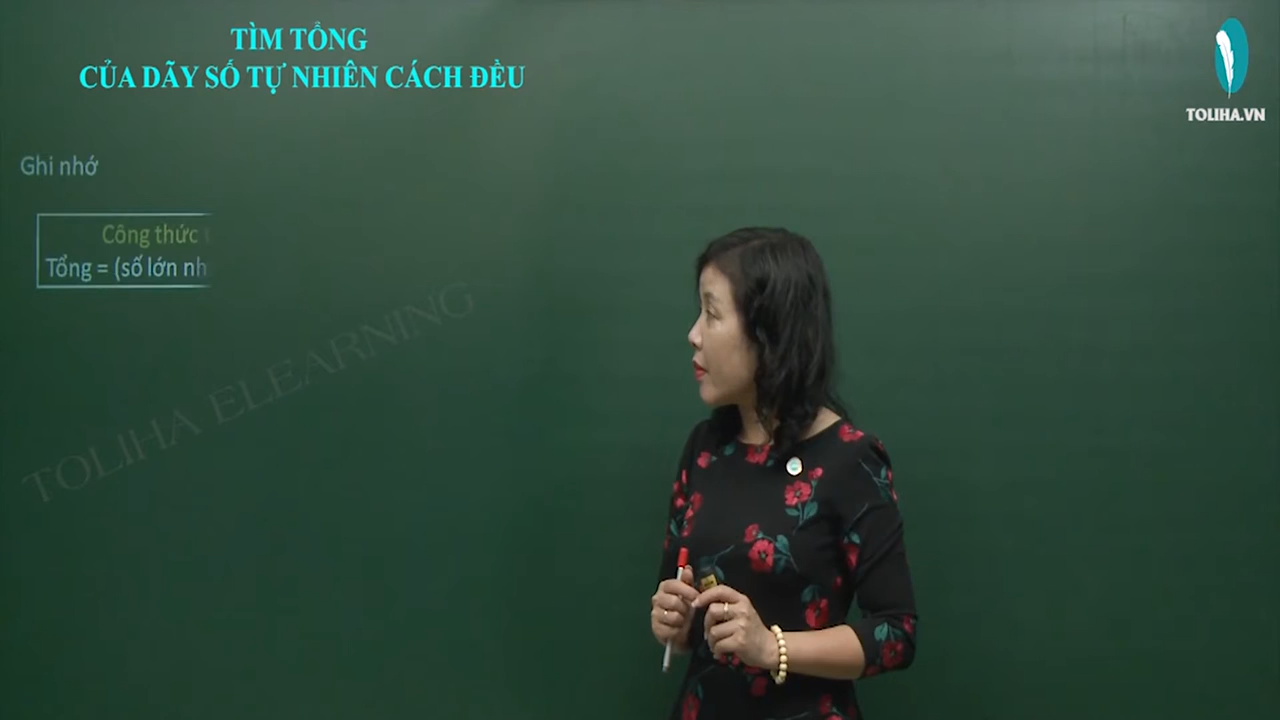 TÌM TỔNG
CỦA DÃY SỐ TỰ NHIÊN CÁCH ĐỀU
TOLIHA.VN
Ghi nhớ
Công thức
Tổng = (số lớn nh
TOLIHA ELEARNING